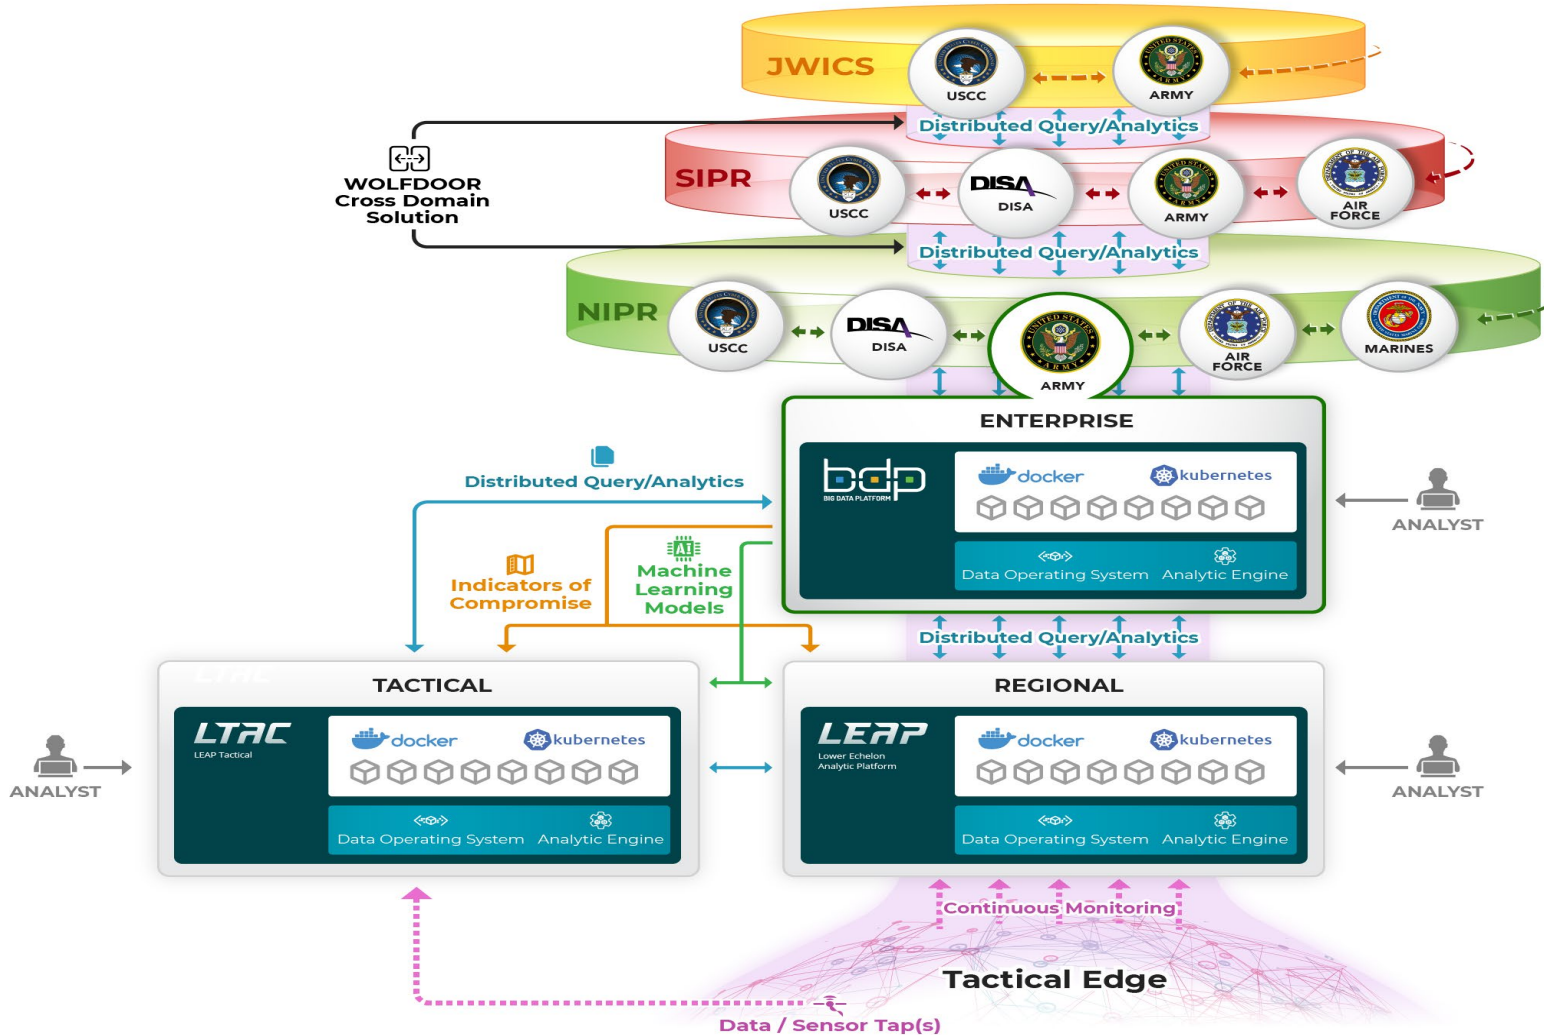 JWICS
USCC
ARMY
Distributed Query/Analytics
WOLFDOOR
Cross Domain
Solution
SIPR
USCC
DISA
DISA
ARMY
AIR
FORCE
Distributed Query/Analytics
NIPR
USCC
DISA
DISA
UNITED STATES
ARMY
ARMY
AIR
FORCE
MARINES
ENTERPRISE
bdp
BIG DATA PLATFORM
docker
kubernetes
Data Operating System
Analytic Engine
ANALYST
Distributed Query/Analytics
Indicators of
Compromise
AI
Machine
Learning
Models
Distributed Query/Analytics
TACTICAL
LTAC
LEAP Tactical
docker
kubernetes
Data Operating System
Analytic Engine
ANALYST
REGIONAL
LEAP
Lower Echelon
Analytic Platform
docker
kubernetes
Data Operating System
Analytic Engine
ANALYST
Continuous Monitoring
Tactical Edge
Data / Sensor Tap(s)